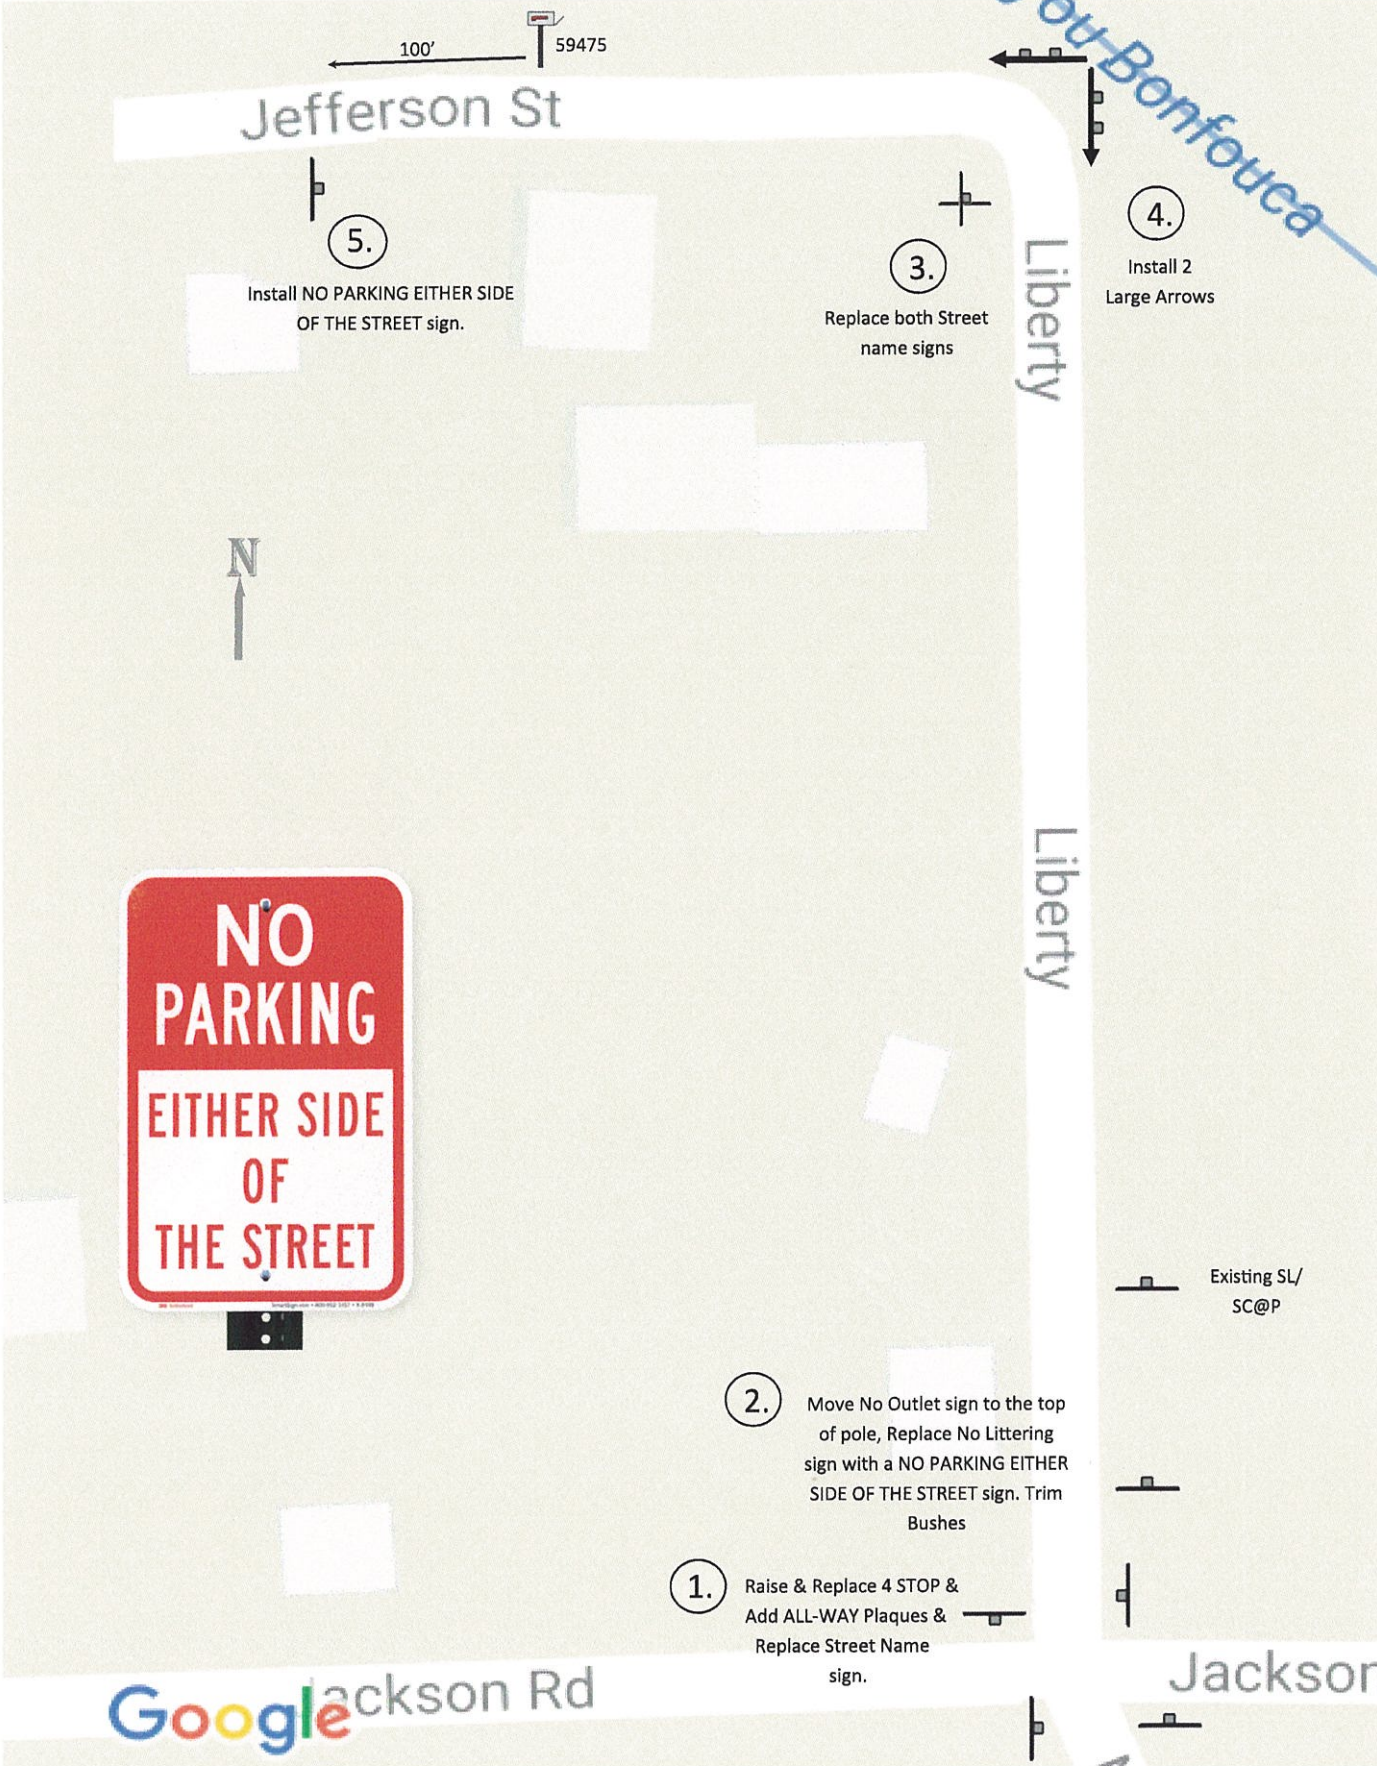 100'
59475
ou Bonfouca
Jefferson St
5.
Install NO PARKING EITHER SIDE
OF THE STREET sign.
3.
Replace both Street
name signs
4.
Install 2
Large Arrows
Liberty
N
Liberty
NO
PARKING
EITHER SIDE
OF
THE STREET
Existing SL/
SC@P
2.
Move No Outlet sign to the top
of pole, Replace No Littering
sign with a NO PARKING EITHER
SIDE OF THE STREET sign. Trim
Bushes
1.
Raise & Replace 4 STOP &
Add ALL-WAY Plaques &
Replace Street Name
sign.
Jackson Rd
Jackson
Google